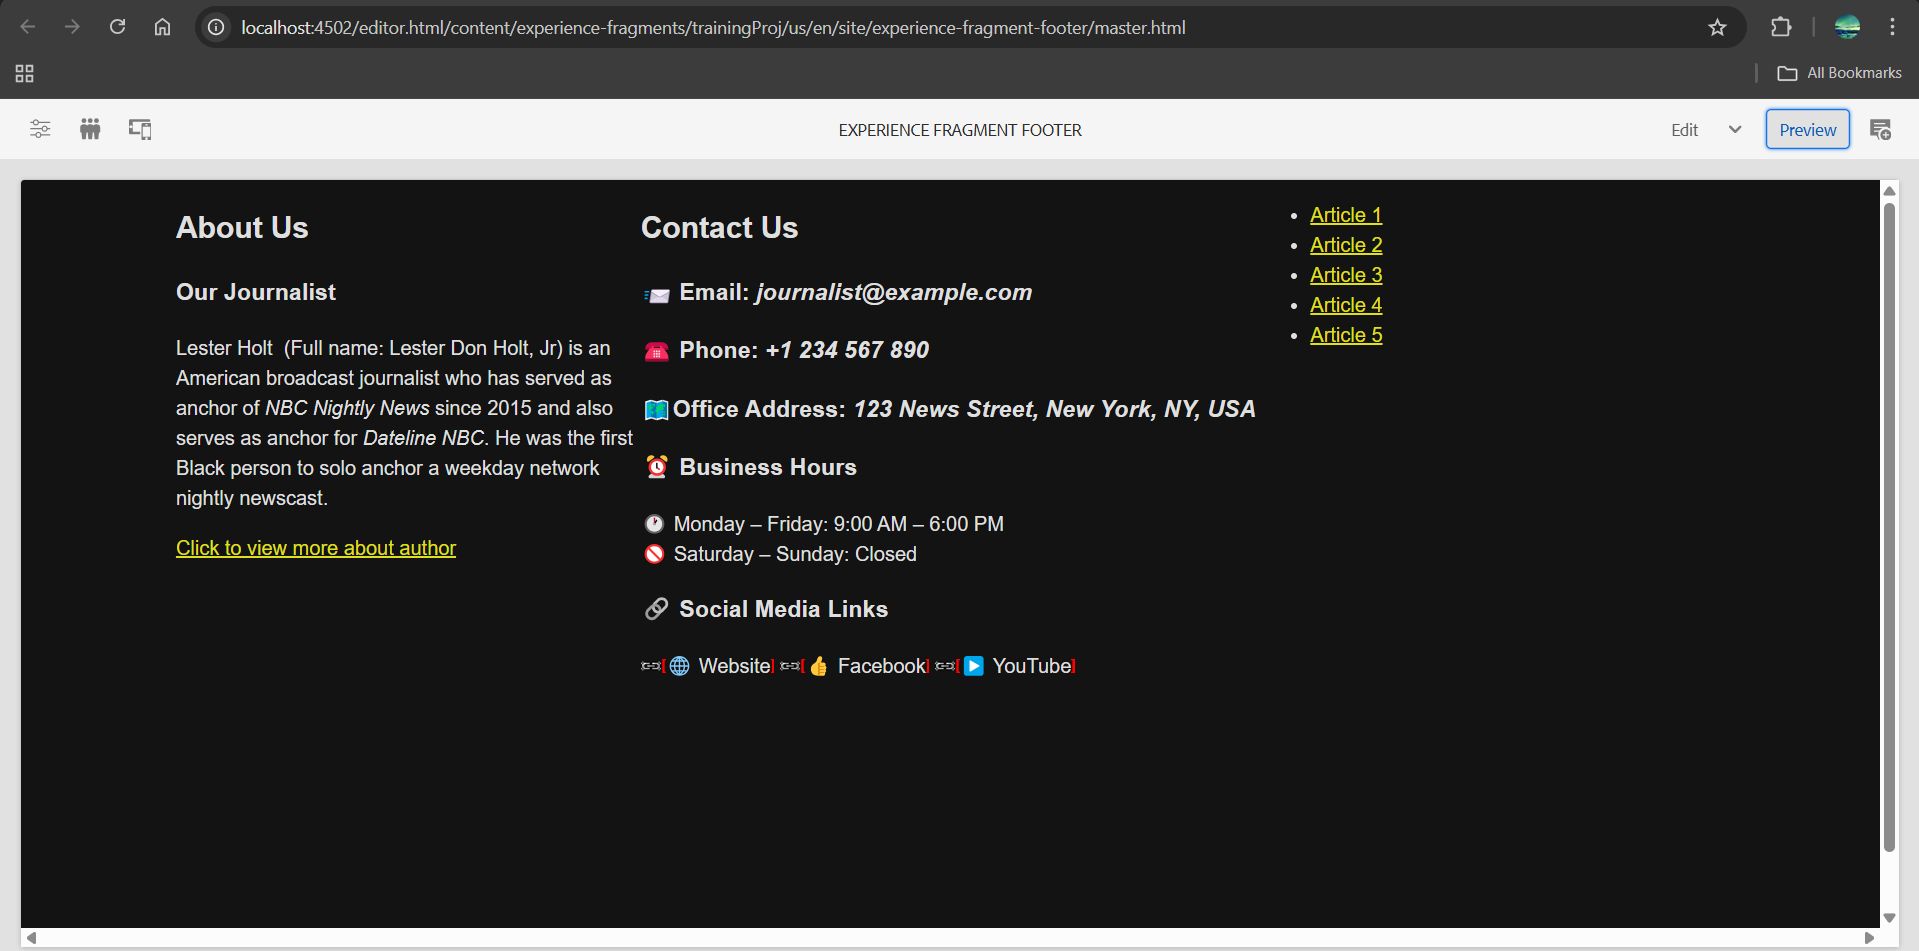 localhost:4502/editor.html/content/experience-fragments/trainingProj/us/en/site/experience-fragment-footer/master.html
All Bookmarks
EXPERIENCE FRAGMENT FOOTER
Edit
Preview
About Us
Our Journalist
Lester Holt  (Full name: Lester Don Holt, Jr) is an
American broadcast journalist who has served as
anchor of NBC Nightly News since 2015 and also
serves as anchor for Dateline NBC. He was the first
Black person to solo anchor a weekday network
nightly newscast.
Click to view more about author
Contact Us
📨 Email: journalist@example.com
☎️ Phone: +1 234 567 890
🗺️ Office Address: 123 News Street, New York, NY, USA
⏰ Business Hours
🕐 Monday – Friday: 9:00 AM – 6:00 PM
🚫 Saturday – Sunday: Closed
🔗 Social Media Links
[🌐 Website] [👍 Facebook] [▶️ YouTube]
• Article 1
• Article 2
• Article 3
• Article 4
• Article 5